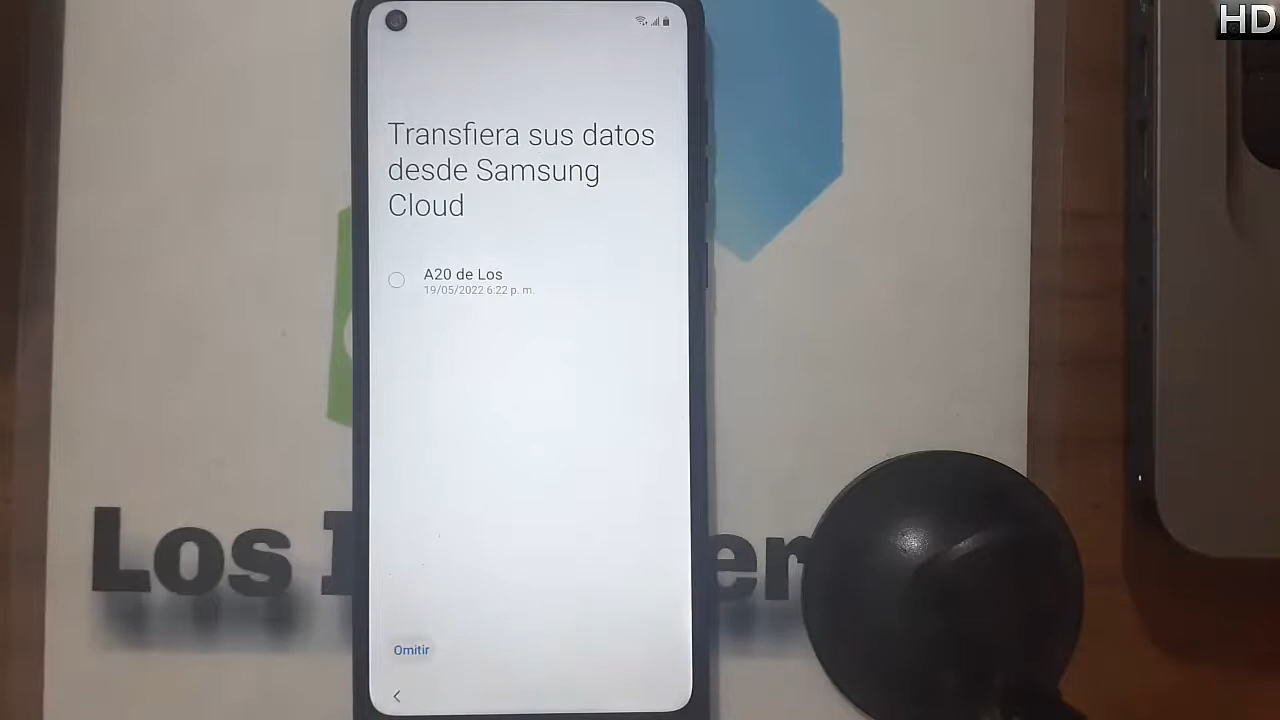 HD
Transfiera sus datos
desde Samsung
Cloud
A20 de Los
19/05/2022 6:22 p. m.
Los
er
Omitir